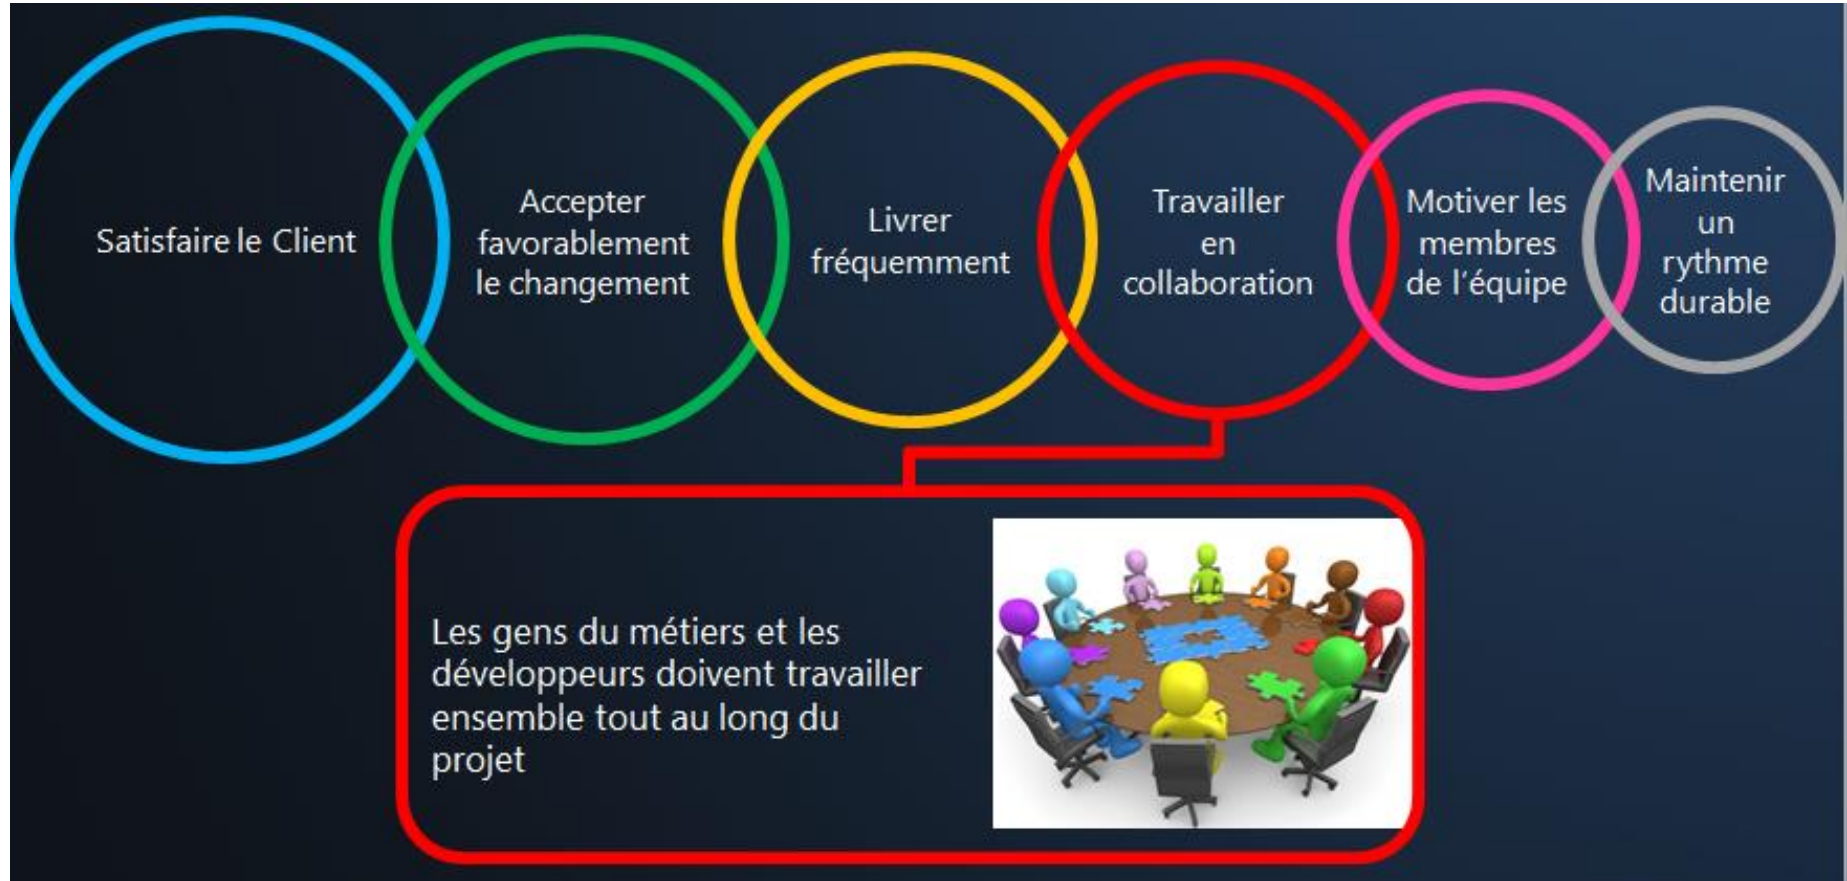 Satisfaire le Client
Accepter
favorablement
le changement
Livrer
fréquemment
Travailler
en
collaboration
Motiver les
membres
de l'équipe
Maintenir
un
rythme
durable
Les gens du métiers et les
développeurs doivent travailler
ensemble tout au long du
projet